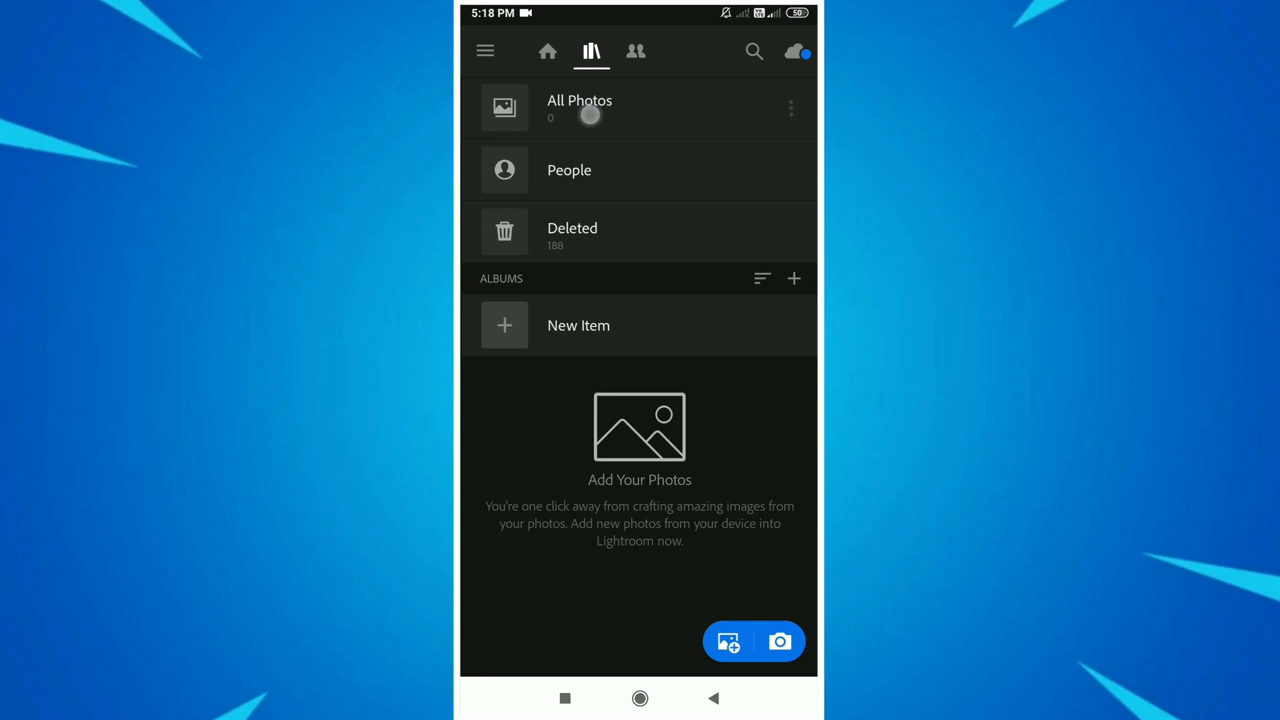 5:18 PM
50
All Photos
0
People
Deleted
188
ALBUMS
New Item
Add Your Photos
You're one click away from crafting amazing images from
your photos. Add new photos from your device into
Lightroom now.